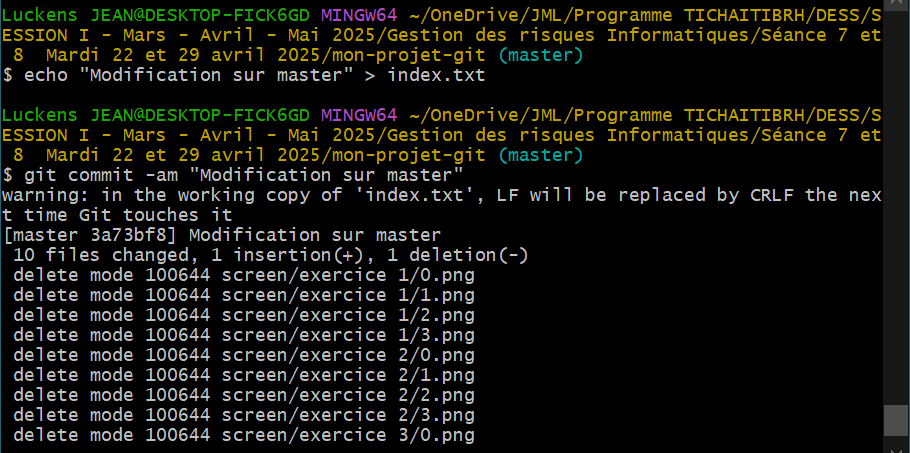 Luckens JEAN@DESKTOP-FICK6GD MINGW64 ~/OneDrive/JML/Programme TICHAITIBRH/DESS/S
ESSION I - Mars - Avril - Mai 2025/Gestion des risques Informatiques/Séance 7 et
 8  Mardi 22 et 29 avril 2025/mon-projet-git (master)
$ echo "Modification sur master" > index.txt

Luckens JEAN@DESKTOP-FICK6GD MINGW64 ~/OneDrive/JML/Programme TICHAITIBRH/DESS/S
ESSION I - Mars - Avril - Mai 2025/Gestion des risques Informatiques/Séance 7 et
 8  Mardi 22 et 29 avril 2025/mon-projet-git (master)
$ git commit -am "Modification sur master"
warning: in the working copy of 'index.txt', LF will be replaced by CRLF the nex
t time Git touches it
[master 3a73bf8] Modification sur master
 10 files changed, 1 insertion(+), 1 deletion(-)
 delete mode 100644 screen/exercice 1/0.png
 delete mode 100644 screen/exercice 1/1.png
 delete mode 100644 screen/exercice 1/2.png
 delete mode 100644 screen/exercice 1/3.png
 delete mode 100644 screen/exercice 2/0.png
 delete mode 100644 screen/exercice 2/1.png
 delete mode 100644 screen/exercice 2/2.png
 delete mode 100644 screen/exercice 2/3.png
 delete mode 100644 screen/exercice 3/0.png